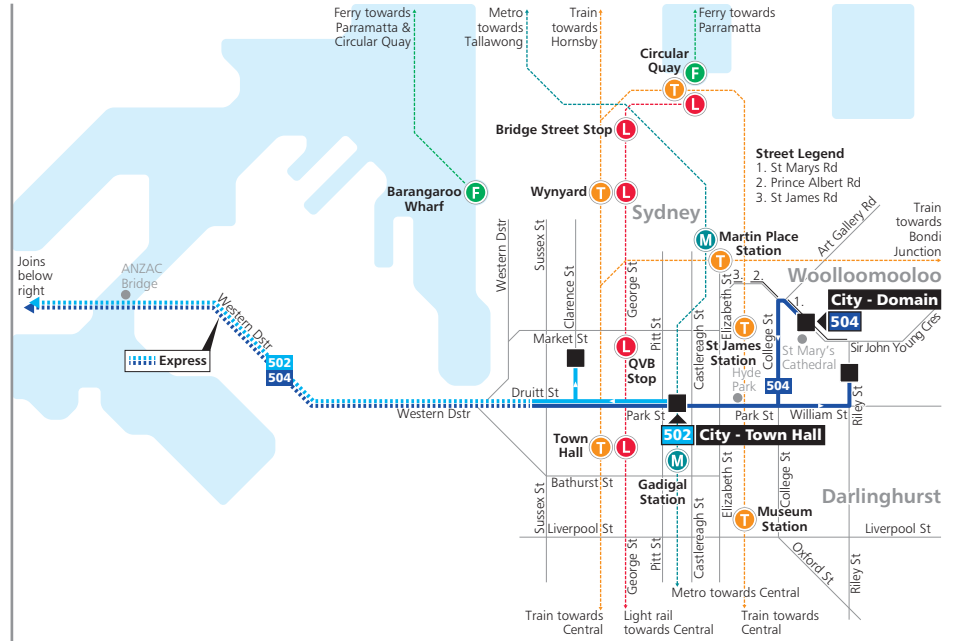 Ferry towards
Parramatta &
Circular Quay
Metro
towards
Tallawong
Train
towards
Hornsby
Ferry towards
Parramatta
Circular
Quay
F
T
L
Bridge Street Stop
L
Street Legend
1. St Marys Rd
2. Prince Albert Rd
3. St James Rd
Barangaroo
Wharf
F
Wynyard
T
L
Sydney
Art Gallery Rd
Train
towards
Bondi
Junction
Western Dstr
Sussex St
Clarence St
George St
Pitt St
Castlereagh St
Elizabeth St
M
Martin Place
Station
T
Woolloomooloo
3.
2.
1.
Joins
below
right
ANZAC
Bridge
Western Dstr
City - Domain
504
Market St
T
St James
Station
College St
St Mary's
Cathedral
Sir John Young Cres
Express
502
504
L
QVB
Stop
Hyde
Park
504
Druitt St
Western Dstr
Park St
Park St
William St
Riley St
502
City - Town Hall
Town
Hall
T
L
M
Gadigal
Station
Bathurst St
Sussex St
George St
Pitt St
Castlereagh St
Elizabeth St
College St
Darlinghurst
T
Museum
Station
Liverpool St
Liverpool St
Oxford St
Riley St
Metro towards Central
Train towards
Central
Light rail
towards Central
Train towards
Central